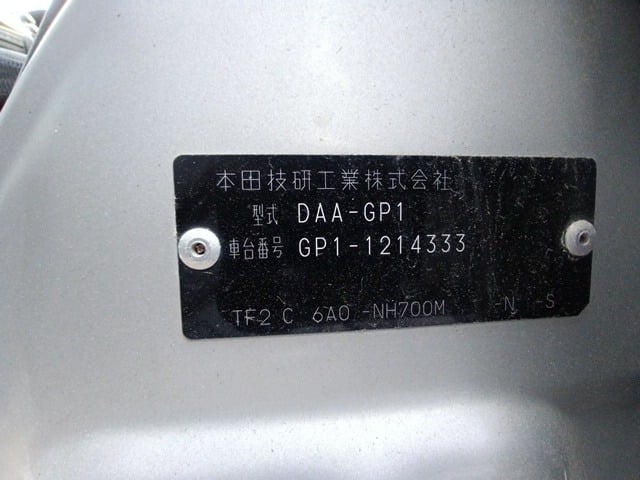 本田技研工業株式会社
型式 DAA-GP1
車台番号 GP1-1214333
TF2 C 6A0 -NH700M -N -S